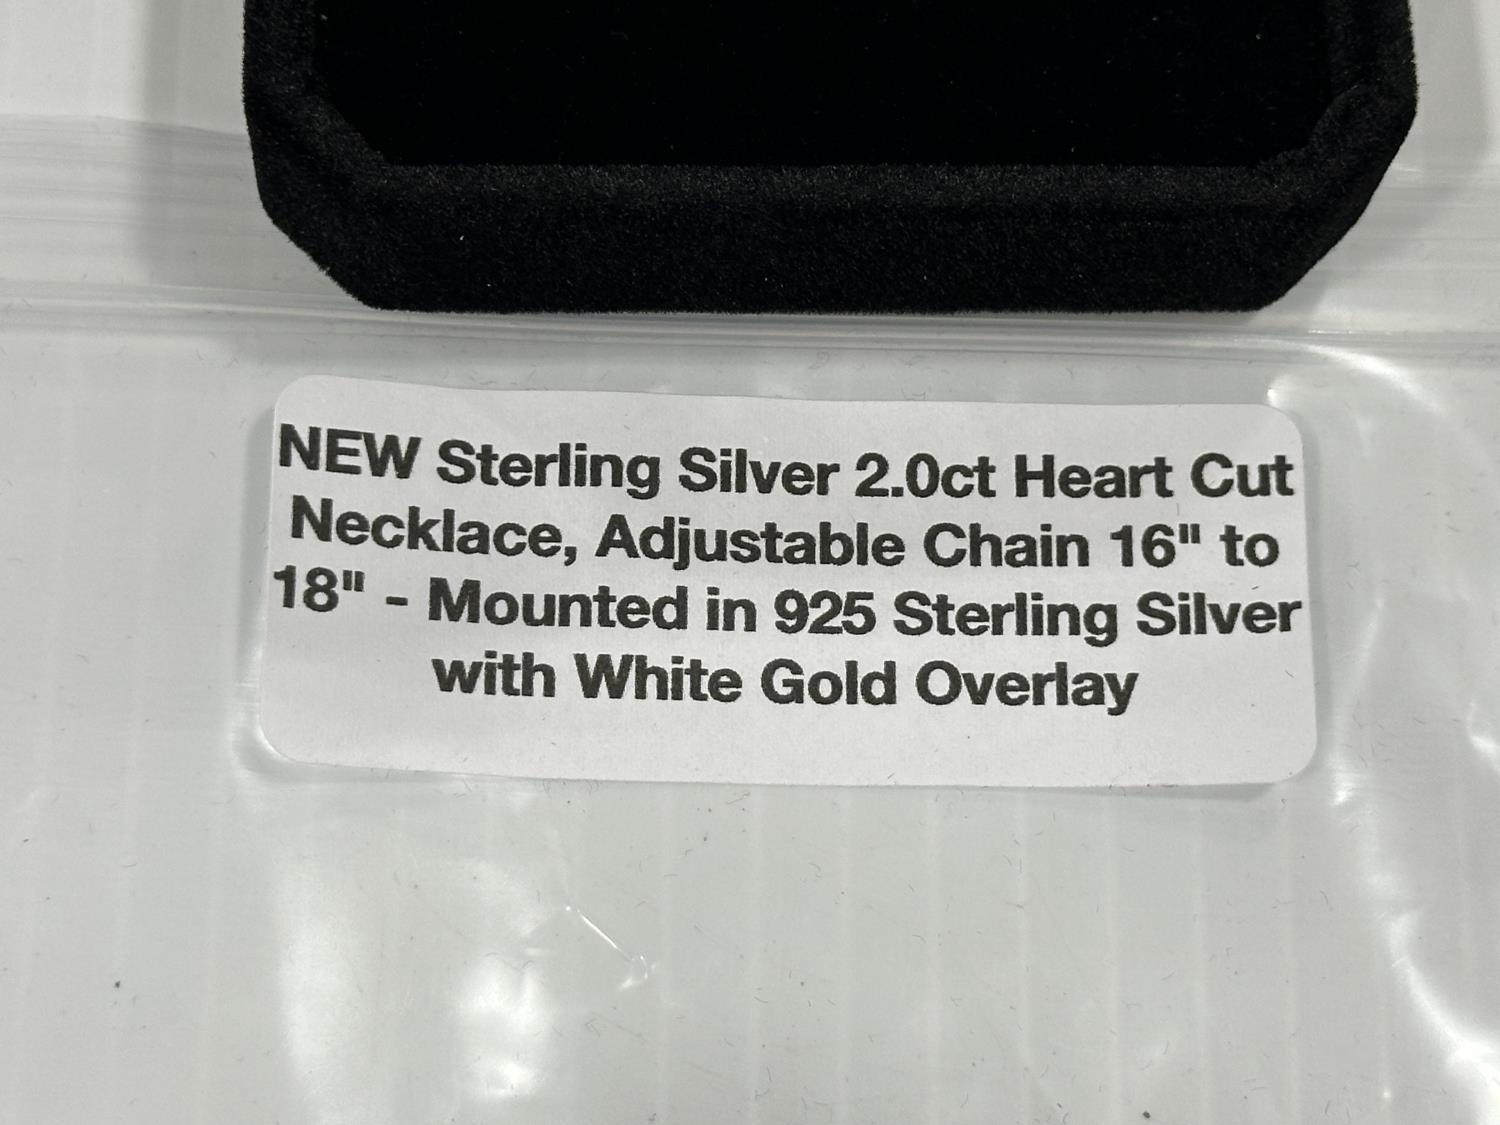 NEW Sterling Silver 2.0ct Heart Cut
Necklace, Adjustable Chain 16" to
18" - Mounted in 925 Sterling Silver
with White Gold Overlay